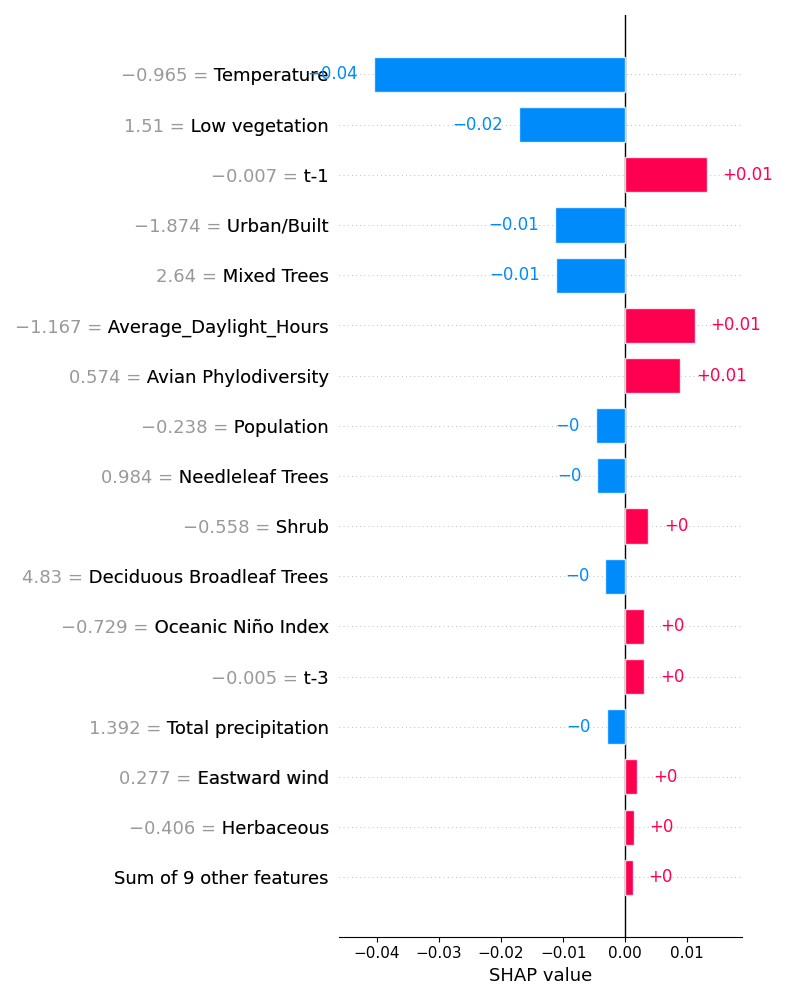 −0.965 = Temperature −0.04
1.51 = Low vegetation −0.02
−0.007 = t-1 +0.01
−1.874 = Urban/Built −0.01
2.64 = Mixed Trees −0.01
−1.167 = Average_Daylight_Hours +0.01
0.574 = Avian Phylodiversity +0.01
−0.238 = Population −0
0.984 = Needleleaf Trees −0
−0.558 = Shrub +0
4.83 = Deciduous Broadleaf Trees −0
−0.729 = Oceanic Niño Index +0
−0.005 = t-3 +0
1.392 = Total precipitation −0
0.277 = Eastward wind +0
−0.406 = Herbaceous +0
Sum of 9 other features +0
−0.04 −0.03 −0.02 −0.01 0.00 0.01
SHAP value